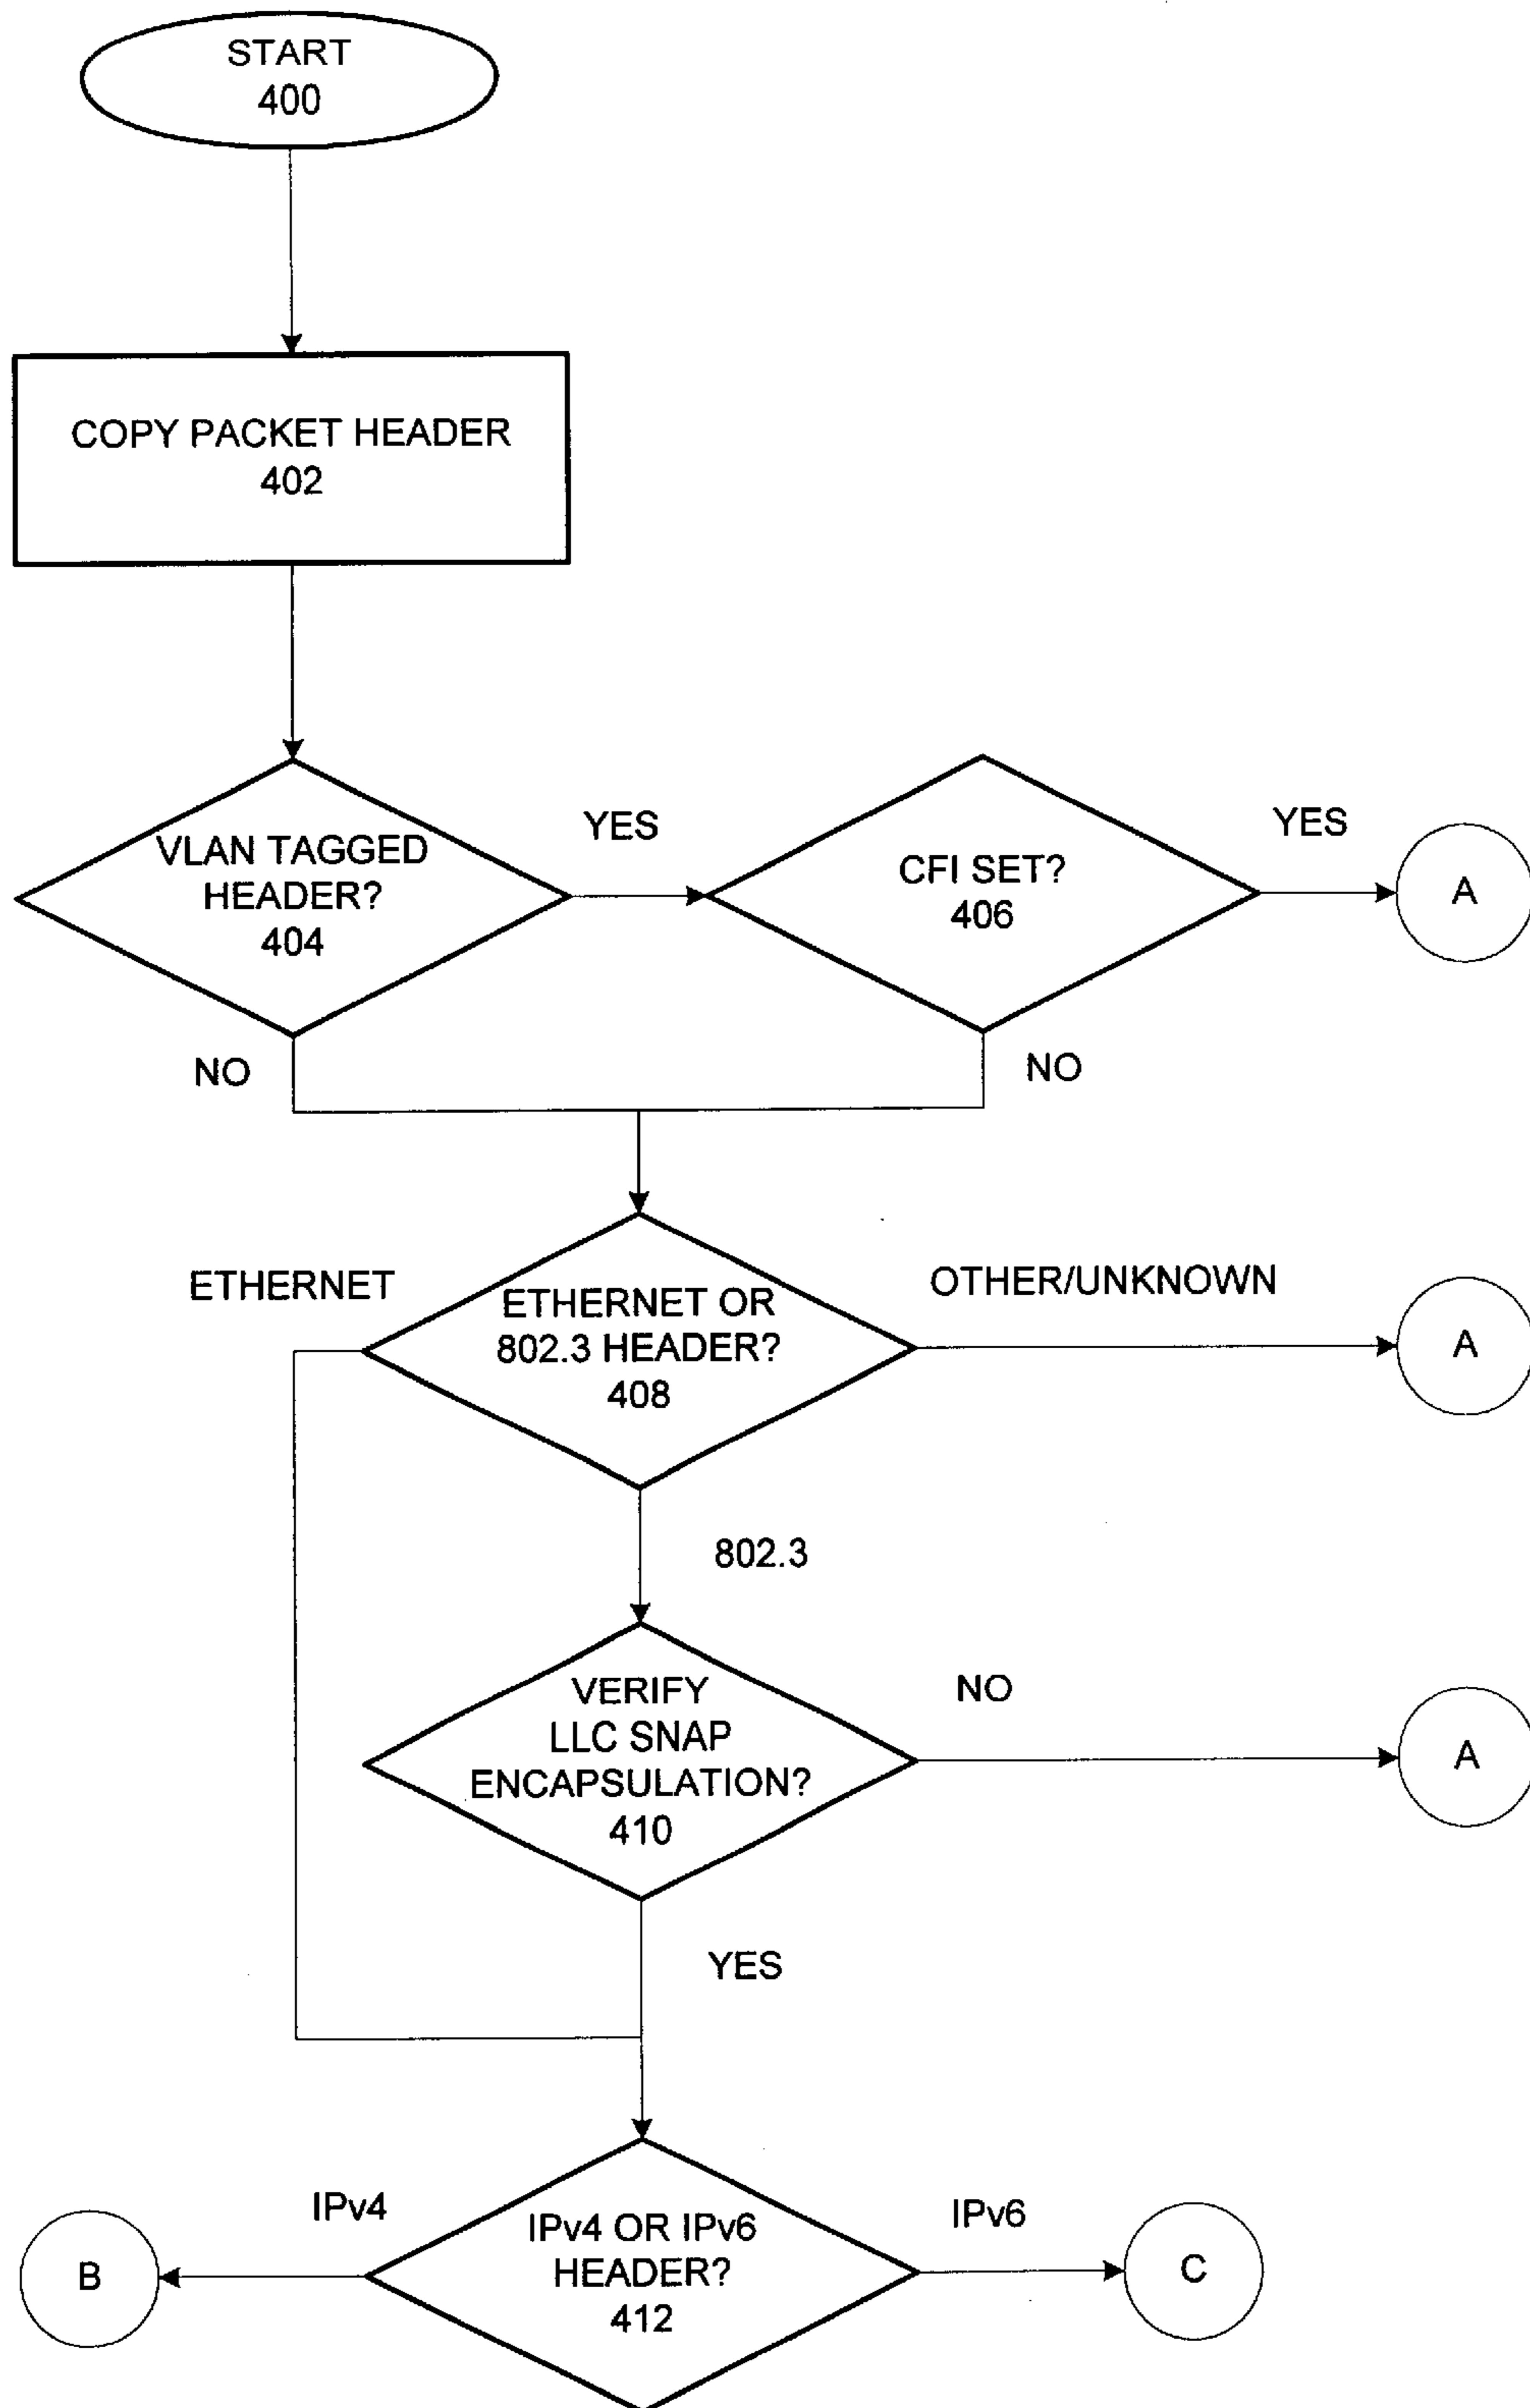 START
400
COPY PACKET HEADER
402
VLAN TAGGED
HEADER?
404
YES
CFI SET?
406
YES
A
NO
NO
ETHERNET
ETHERNET OR
802.3 HEADER?
408
OTHER/UNKNOWN
A
802.3
VERIFY
LLC SNAP
ENCAPSULATION?
410
NO
A
YES
B
IPv4
IPv4 OR IPv6
HEADER?
412
IPv6
C